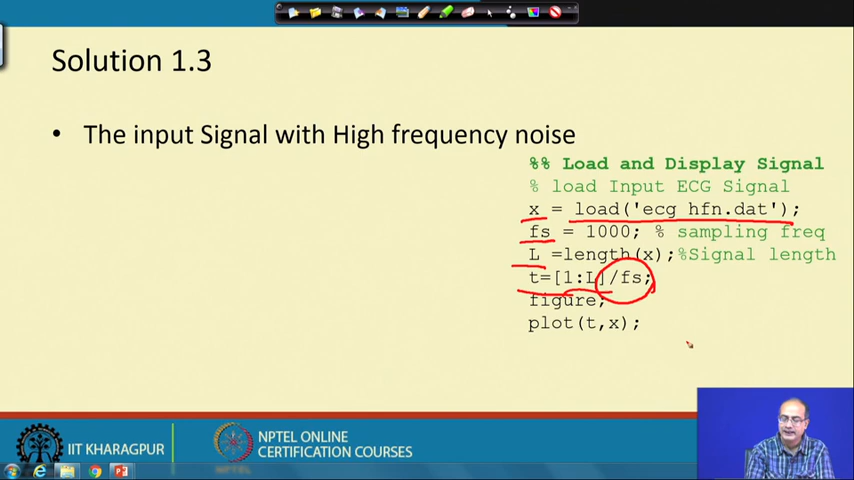 Solution 1.3
• The input Signal with High frequency noise
%% Load and Display Signal
% load Input ECG Signal
x = load('ecg hfn.dat');
fs = 1000; % sampling freq
L =length(x);%Signal length
t=[1:L]/fs;
figure;
plot(t,x);
IIT KHARAGPUR
NPTEL ONLINE
CERTIFICATION COURSES
NPTEL